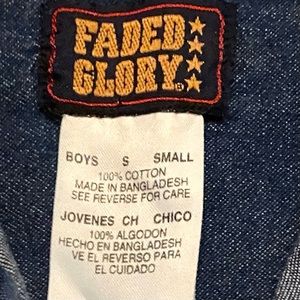 FADED
GLORY®
BOYS S SMALL
100% COTTON
MADE IN BANGLADESH
SEE REVERSE FOR CARE
JOVENES CH CHICO
100% ALGODON
HECHO EN BANGLADESH
VE EL REVERSO PARA
EL CUIDADO